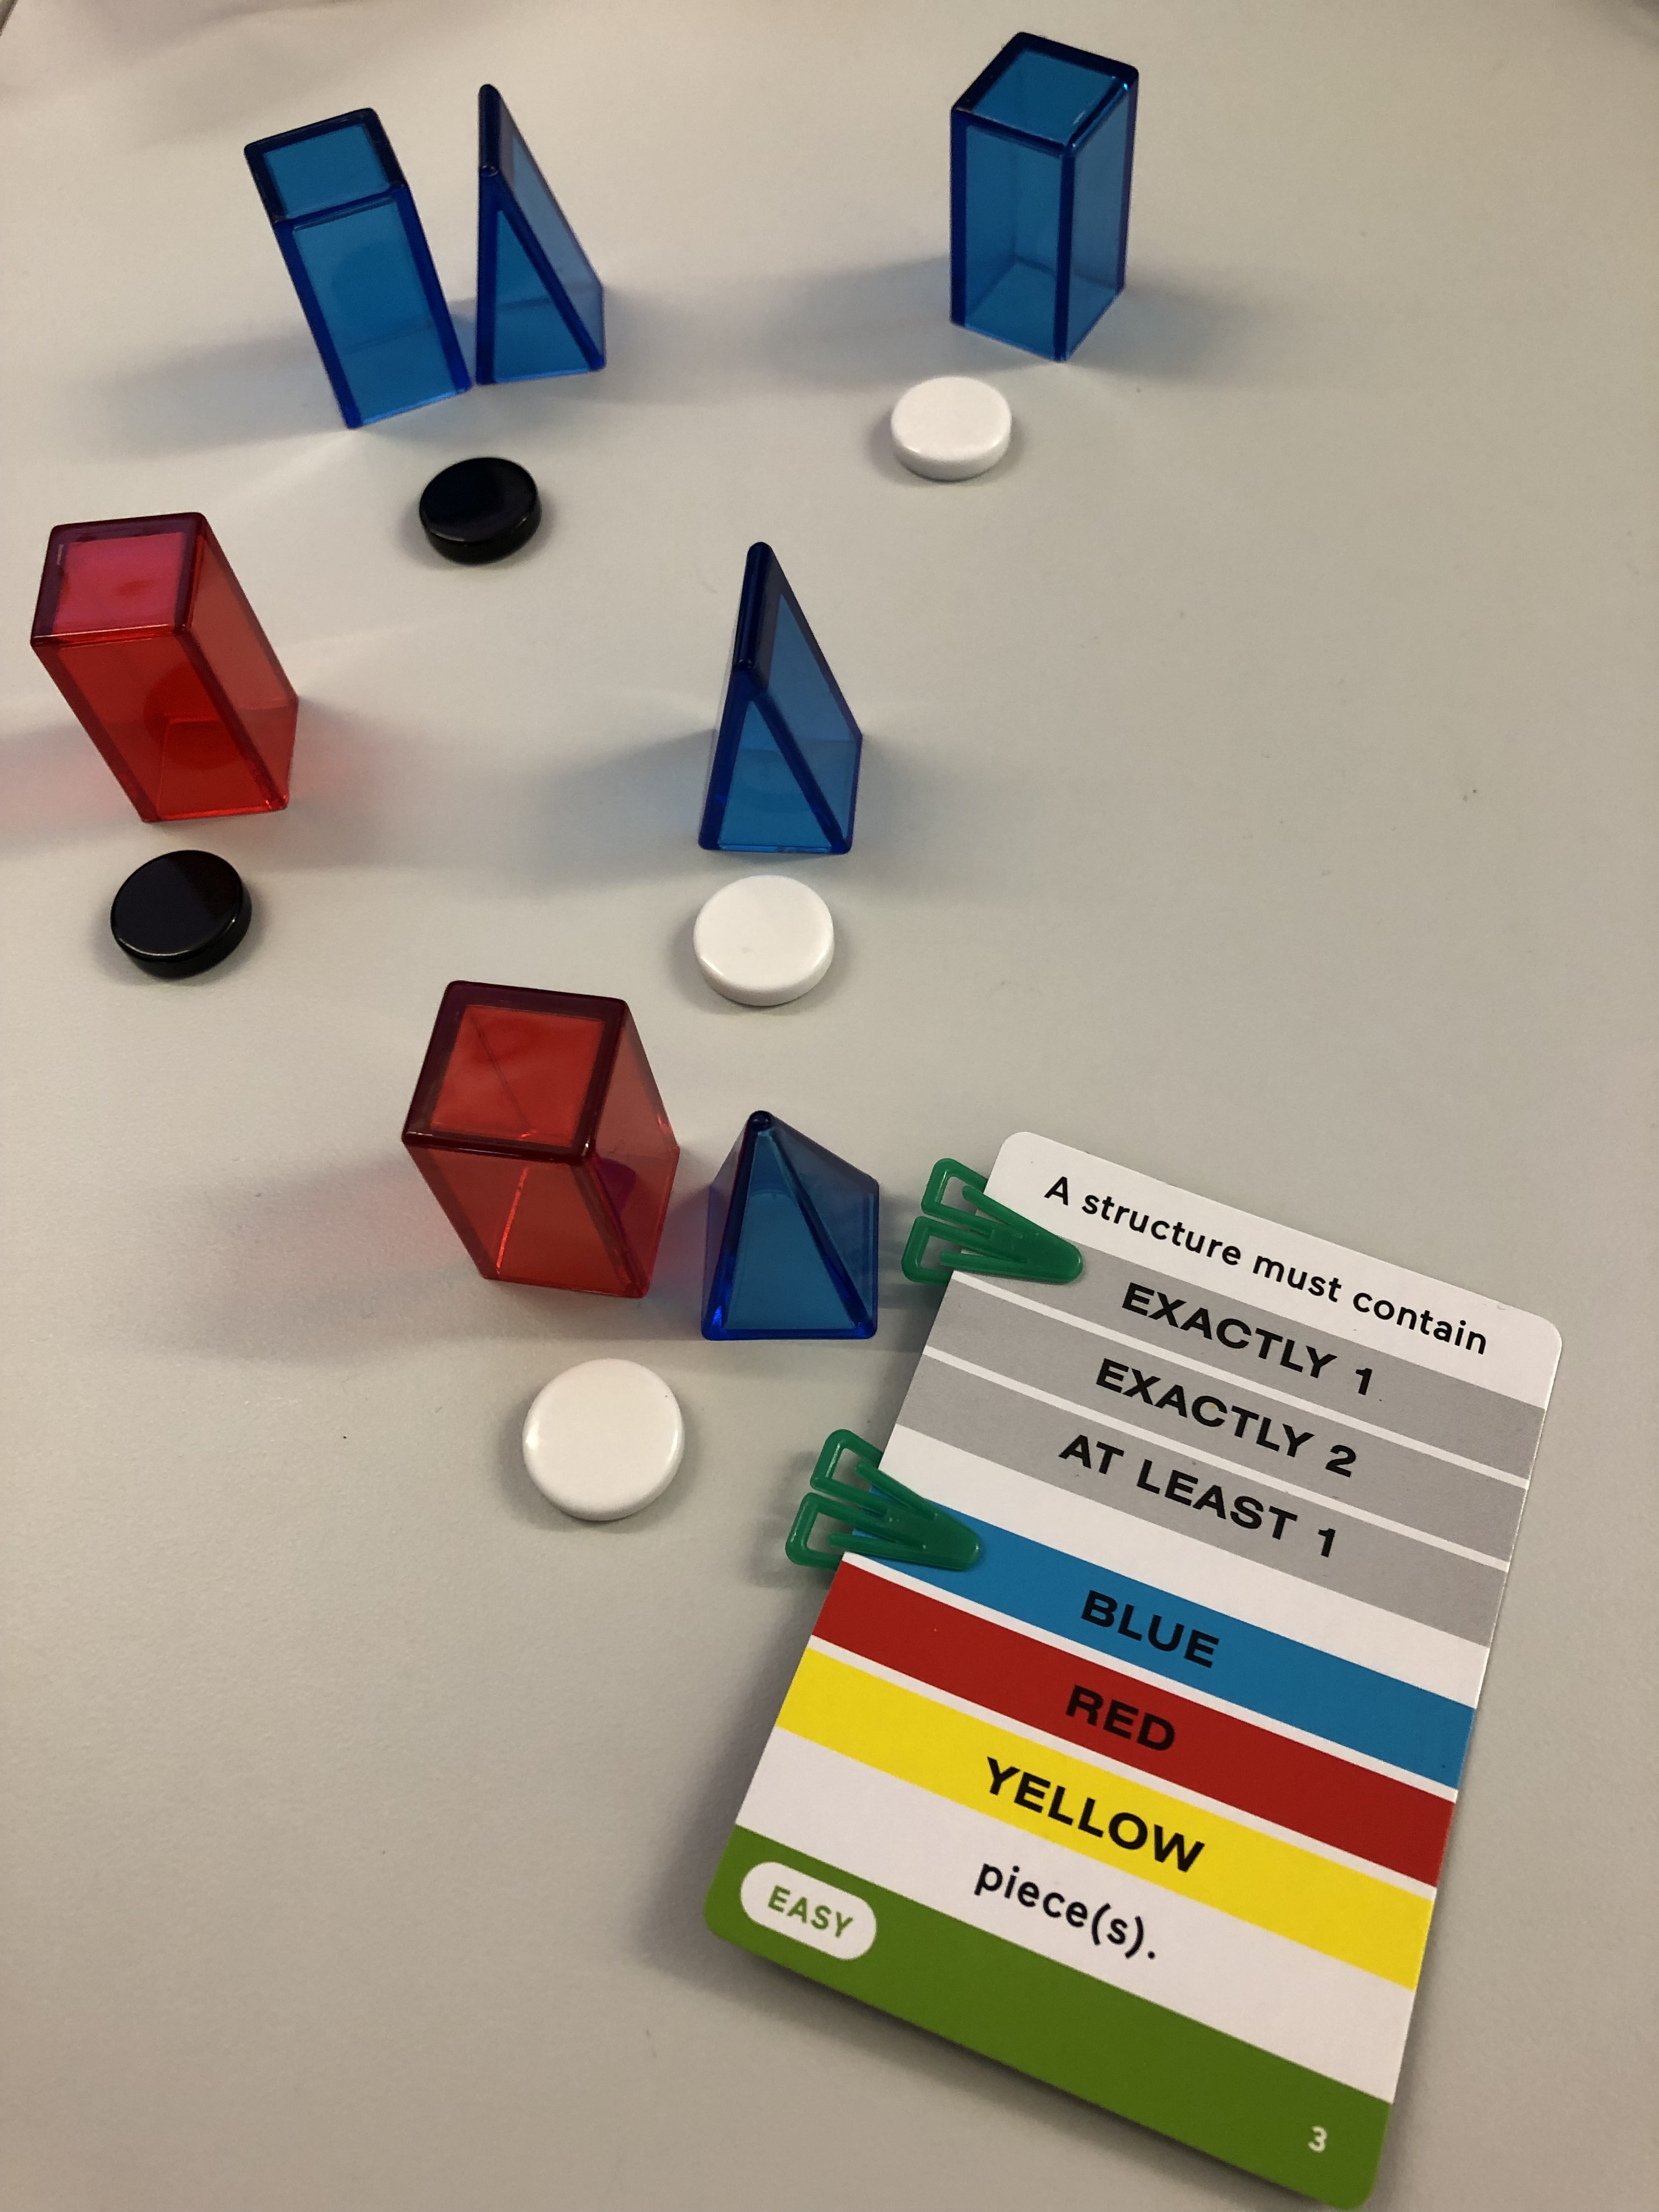 A structure must contain
EXACTLY 1
EXACTLY 2
AT LEAST 1
BLUE
RED
YELLOW
piece(s).
EASY
3